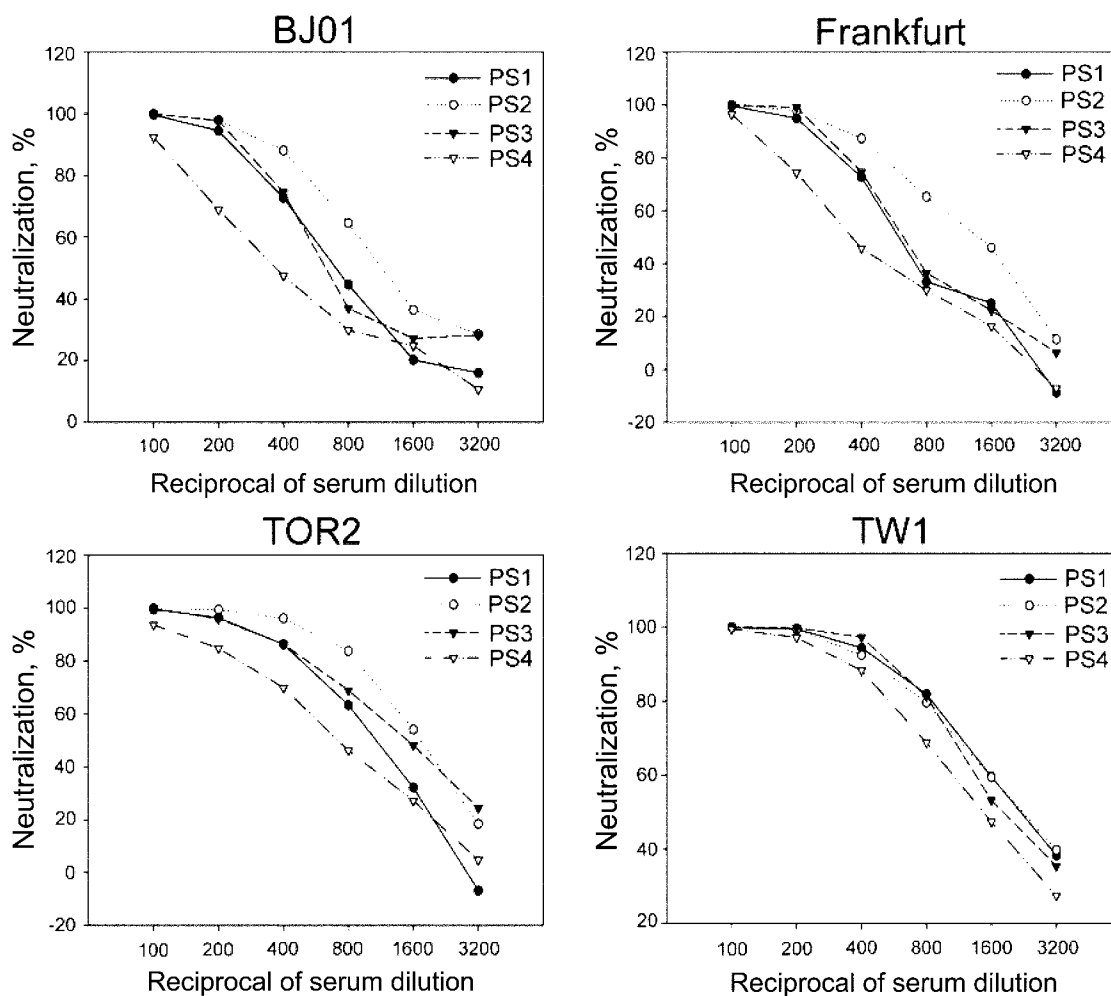 BJ01
120
100
80
60
40
20
0
Neutralization, %
PS1
PS2
PS3
PS4
100 200 400 800 1600 3200
Reciprocal of serum dilution
Frankfurt
120
100
80
60
40
20
0
-20
Neutralization, %
PS1
PS2
PS3
PS4
100 200 400 800 1600 3200
Reciprocal of serum dilution
TOR2
120
100
80
60
40
20
0
-20
Neutralization, %
PS1
PS2
PS3
PS4
100 200 400 800 1600 3200
Reciprocal of serum dilution
TW1
120
100
80
60
40
20
Neutralization, %
PS1
PS2
PS3
PS4
100 200 400 800 1600 3200
Reciprocal of serum dilution